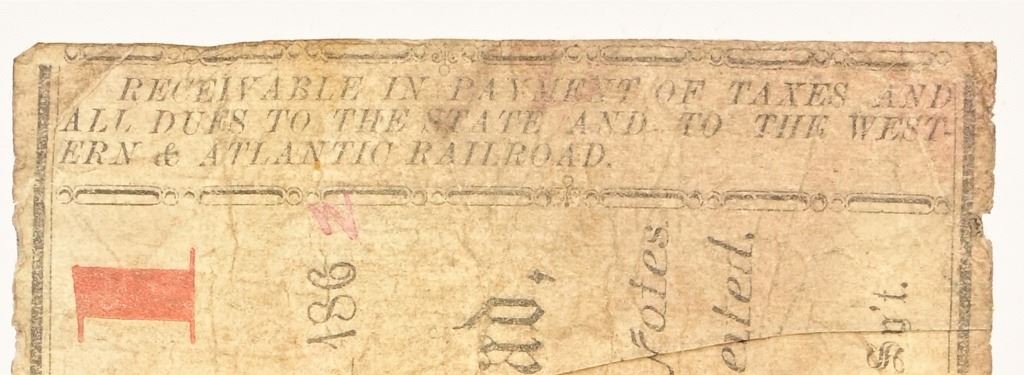 RECEIVABLE IN PAYMENT OF TAXES AND
ALL DUES TO THE STATE AND TO THE WEST-
ERN & ATLANTIC RAILROAD.
1
186
Notes